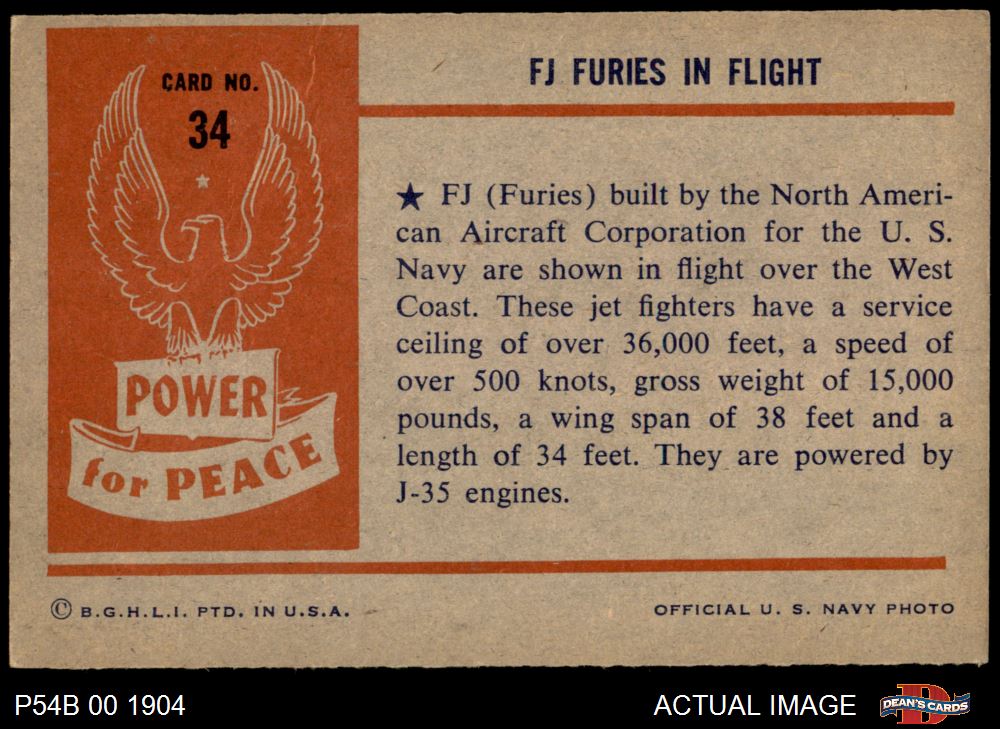 CARD NO.
34
POWER
for PEACE
FJ FURIES IN FLIGHT
★ FJ (Furies) built by the North Ameri-
can Aircraft Corporation for the U. S.
Navy are shown in flight over the West
Coast. These jet fighters have a service
ceiling of over 36,000 feet, a speed of
over 500 knots, gross weight of 15,000
pounds, a wing span of 38 feet and a
length of 34 feet. They are powered by
J-35 engines.
© B.G.H.L.I. PTD. IN U.S.A.
OFFICIAL U. S. NAVY PHOTO
P54B 00 1904
ACTUAL IMAGE
DEAN'S CARDS